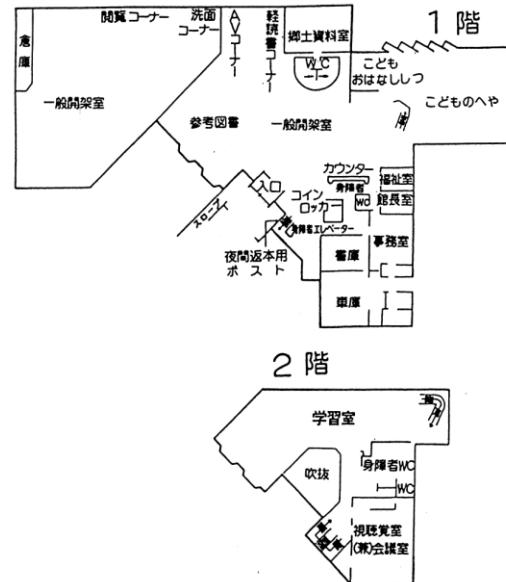 1階
倉庫
閲覧コーナー
洗面
コーナー
AVコーナー
軽読書コーナー
郷土資料室
WC
こども
おはなししつ
こどものへや
一般開架室
参考図書
一般開架室
入口
スロープ
カウンター
身障者
WC
コイン
ロッカー
福祉室
館長室
身障者エレベーター
夜間返本用
ポスト
事務室
書庫
車庫
2階
学習室
吹抜
身障者WC
WC
視聴覚室
(兼)会議室